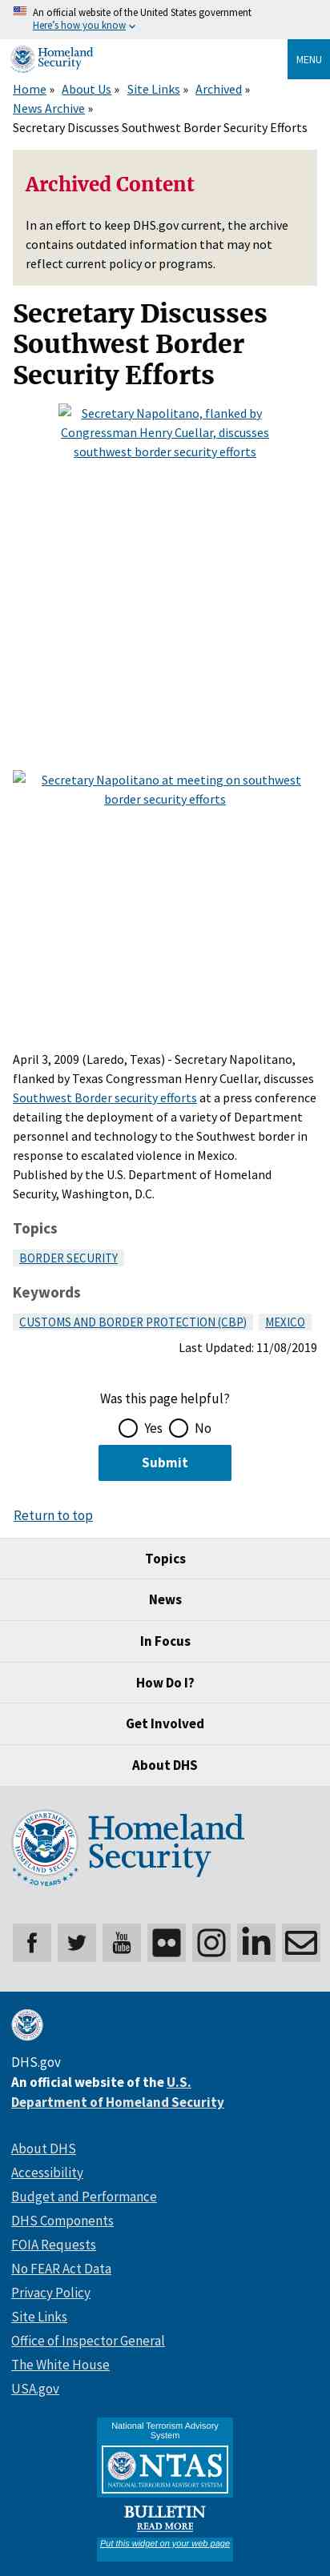 An official website of the United States government
Here's how you know
Homeland
Security
MENU
Home » About Us » Site Links » Archived »
News Archive »
Secretary Discusses Southwest Border Security Efforts
Archived Content
In an effort to keep DHS.gov current, the archive
contains outdated information that may not
reflect current policy or programs.
Secretary Discusses
Southwest Border
Security Efforts
Secretary Napolitano, flanked by
Congressman Henry Cuellar, discusses
southwest border security efforts
Secretary Napolitano at meeting on southwest
border security efforts
April 3, 2009 (Laredo, Texas) - Secretary Napolitano,
flanked by Texas Congressman Henry Cuellar, discusses
Southwest Border security efforts at a press conference
detailing the deployment of a variety of Department
personnel and technology to the Southwest border in
response to escalated violence in Mexico.
Published by the U.S. Department of Homeland
Security, Washington, D.C.
Topics
BORDER SECURITY
Keywords
CUSTOMS AND BORDER PROTECTION (CBP) MEXICO
Last Updated: 11/08/2019
Was this page helpful?
Yes No
Submit
Return to top
Topics
News
In Focus
How Do I?
Get Involved
About DHS
U.S. DEPARTMENT OF HOMELAND SECURITY
20 YEARS
Homeland
Security
You
Tube
DHS.gov
An official website of the U.S.
Department of Homeland Security
About DHS
Accessibility
Budget and Performance
DHS Components
FOIA Requests
No FEAR Act Data
Privacy Policy
Site Links
Office of Inspector General
The White House
USA.gov
National Terrorism Advisory
System
NTAS
NATIONAL TERRORISM ADVISORY SYSTEM
BULLETIN
READ MORE
Put this widget on your web page